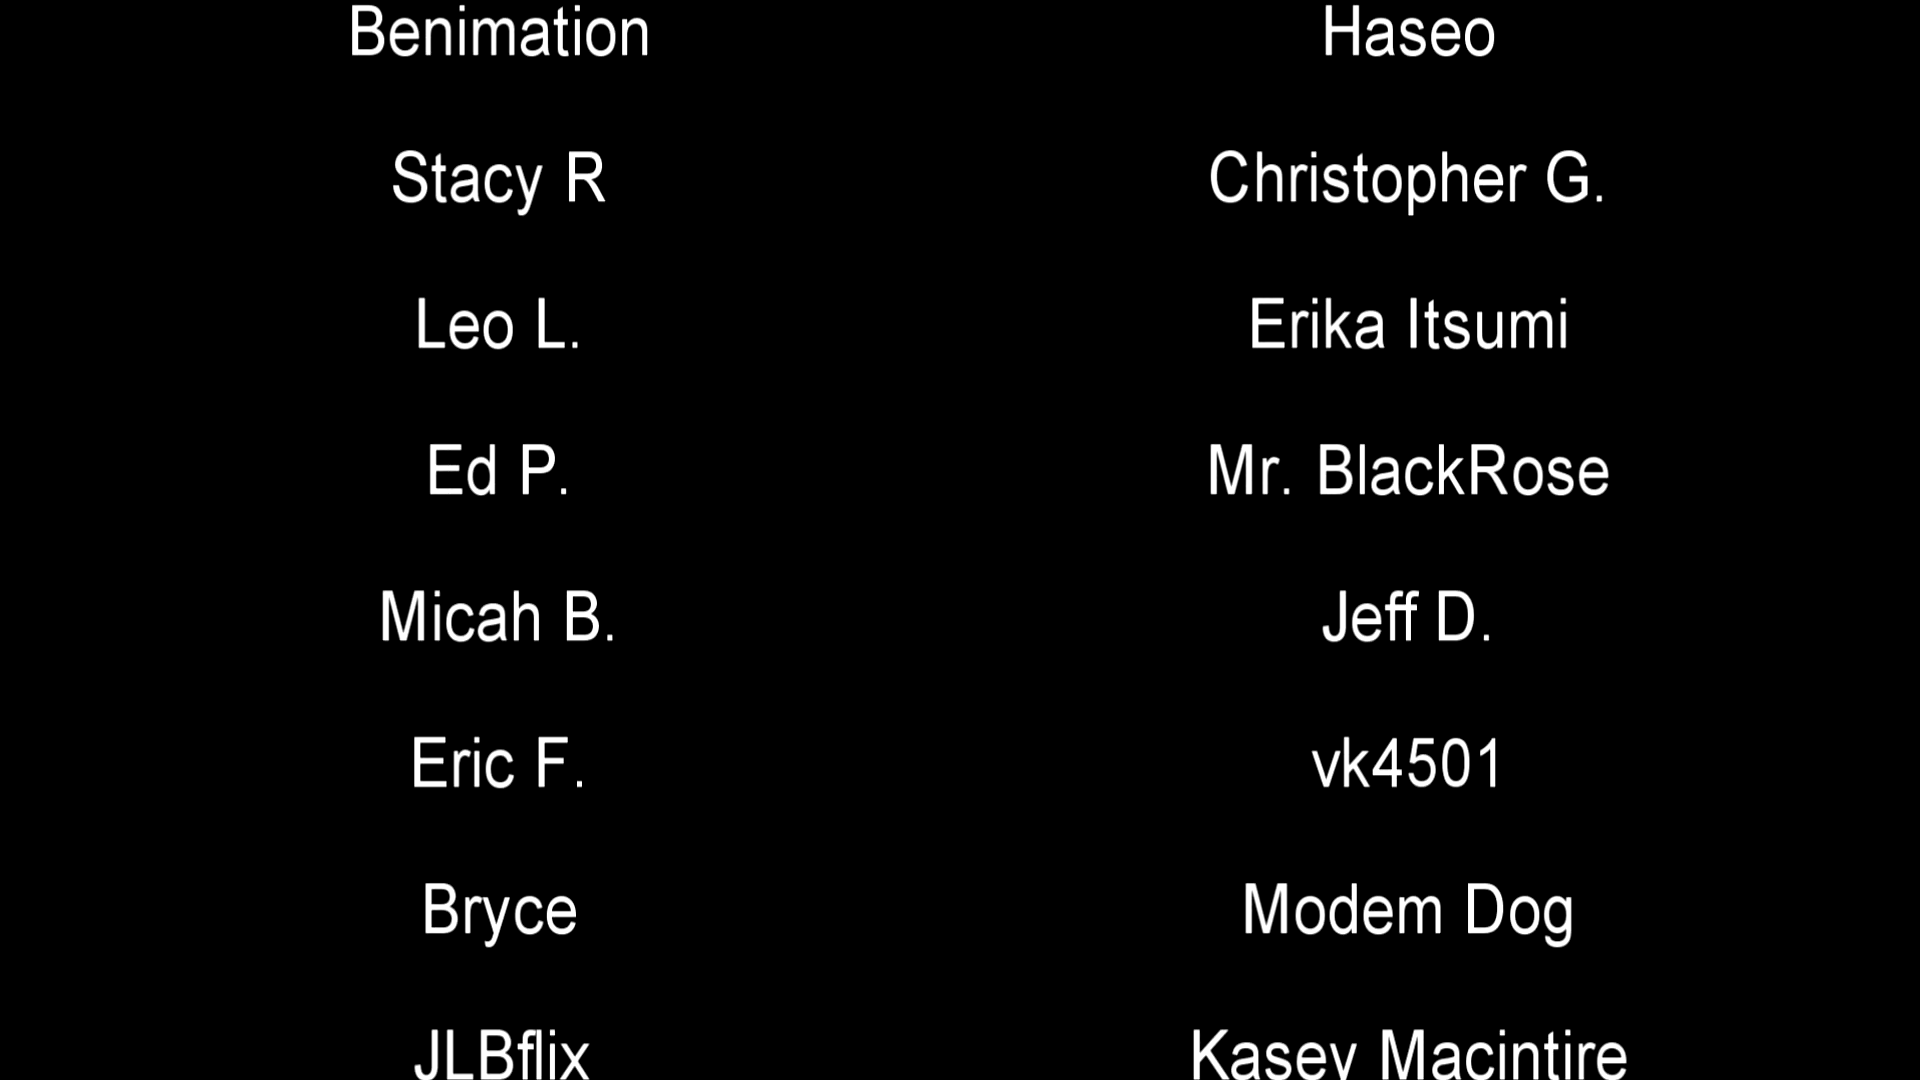 Benimation
Haseo
Stacy R
Christopher G.
Leo L.
Erika Itsumi
Ed P.
Mr. BlackRose
Micah B.
Jeff D.
Eric F.
vk4501
Bryce
Modem Dog
JLBflix
Kasey Macintire